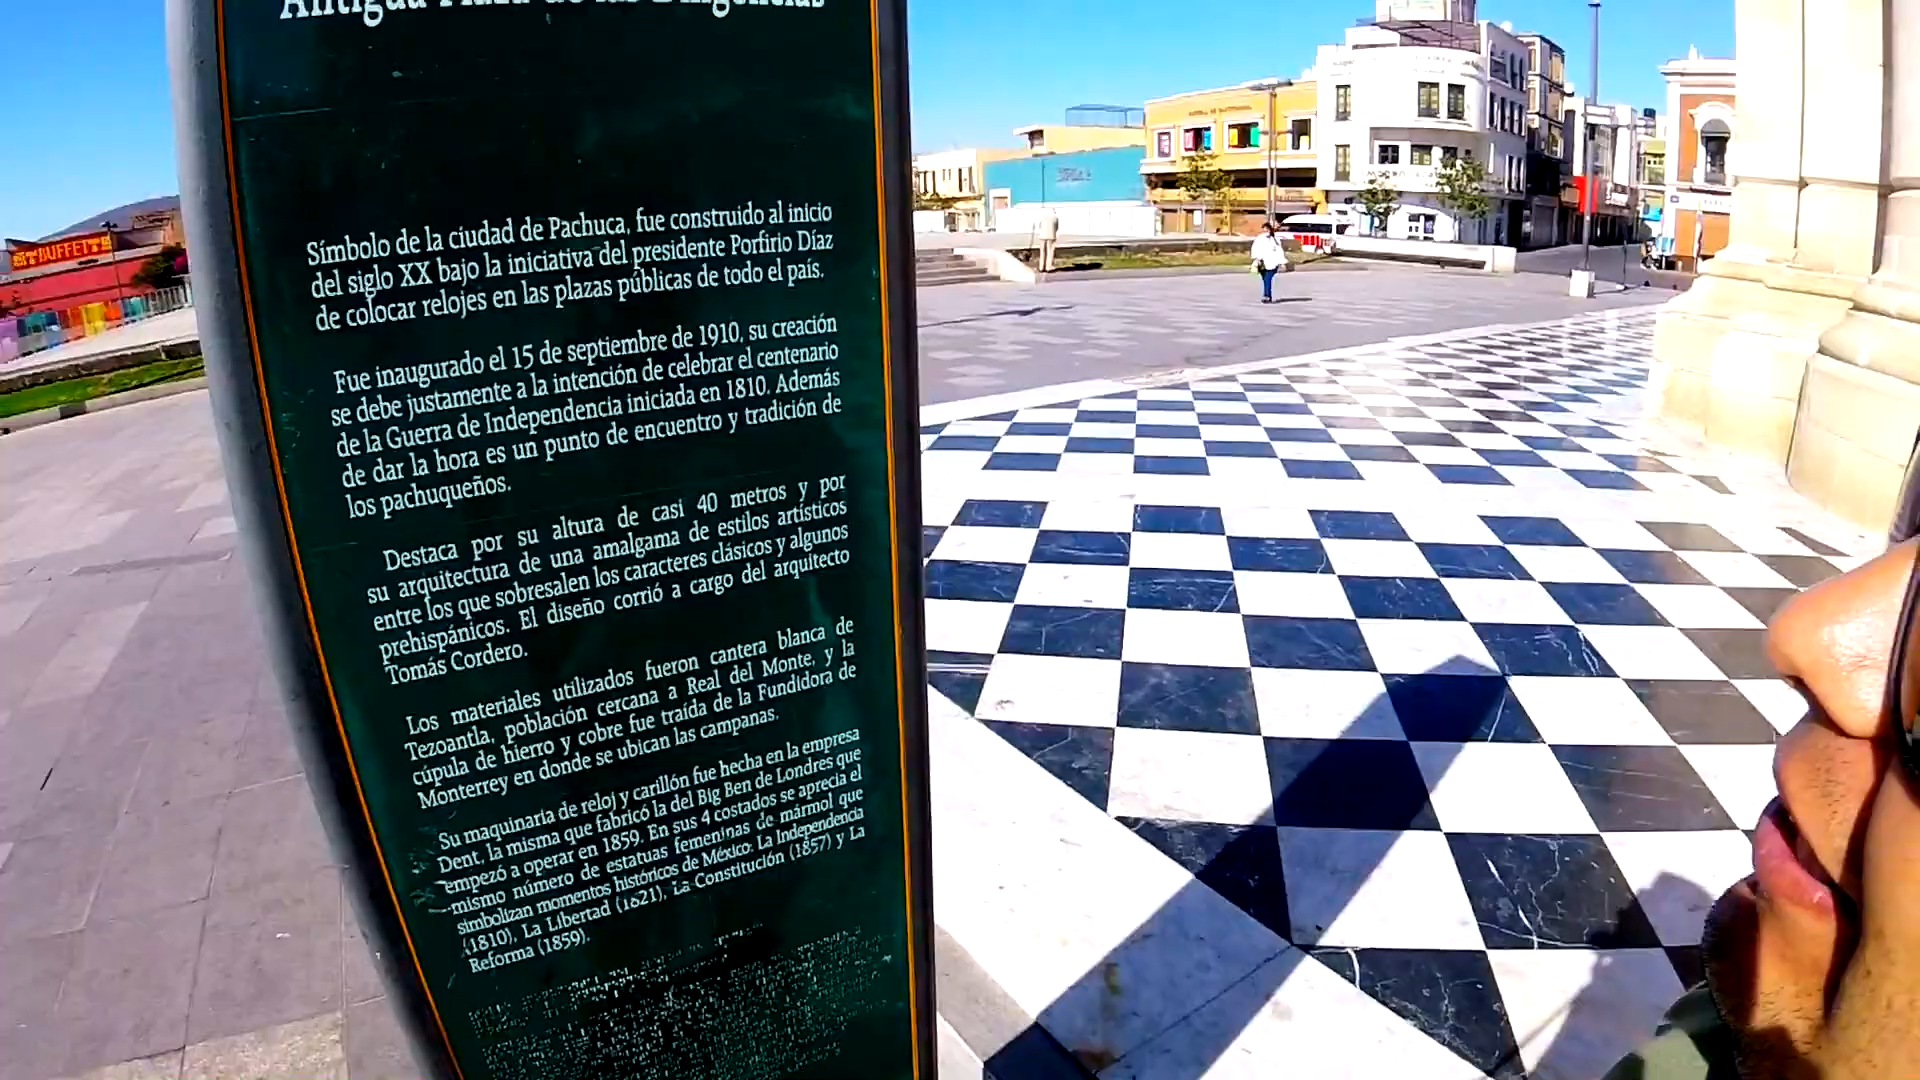 Antigua Plaza de las Diligencias
Símbolo de la ciudad de Pachuca, fue construido al inicio
del siglo XX bajo la iniciativa del presidente Porfirio Díaz
de colocar relojes en las plazas públicas de todo el país.
Fue inaugurado el 15 de septiembre de 1910, su creación
se debe justamente a la intención de celebrar el centenario
de la Guerra de Independencia iniciada en 1810. Además
de dar la hora es un punto de encuentro y tradición de
los pachuqueños.
Destaca por su altura de casi 40 metros y por
su arquitectura de una amalgama de estilos artísticos
entre los que sobresalen los caracteres clásicos y algunos
prehispánicos. El diseño corrió a cargo del arquitecto
Tomás Cordero.
Los materiales utilizados fueron cantera blanca de
Tezoantla, población cercana a Real del Monte, y la
cúpula de hierro y cobre fue traída de la Fundidora de
Monterrey en donde se ubican las campanas.
Su maquinaria de reloj y carillón fue hecha en la empresa
Dent, la misma que fabricó la del Big Ben de Londres que
empezó a operar en 1859. En sus 4 costados se aprecia el
mismo número de estatuas femeninas de mármol que
simbolizan momentos históricos de México: La Independencia
(1810), La Libertad (1821), La Constitución (1857) y La
Reforma (1859).
BUFFET